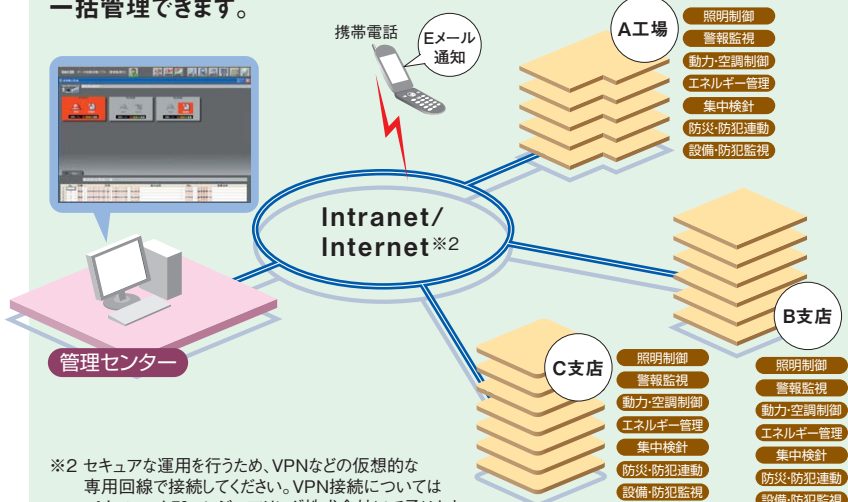 一括管理できます。
携帯電話
Eメール
通知
A工場
照明制御
警報監視
動力・空調制御
エネルギー管理
集中検針
防災・防犯連動
設備・防犯監視
Intranet/
Internet※2
管理センター
B支店
照明制御
警報監視
動力・空調制御
エネルギー管理
集中検針
防災・防犯連動
設備・防犯監視
C支店
照明制御
警報監視
動力・空調制御
エネルギー管理
集中検針
防災・防犯連動
設備・防犯監視
※2 セキュアな運用を行うため、VPNなどの仮想的な
専用回線で接続してください。VPN接続については